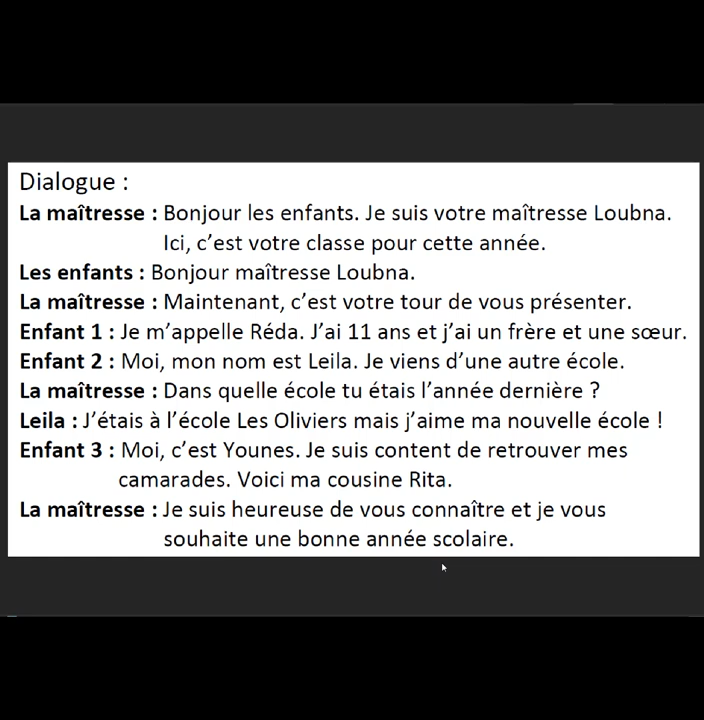 Dialogue :
La maîtresse : Bonjour les enfants. Je suis votre maîtresse Loubna.
Ici, c’est votre classe pour cette année.
Les enfants : Bonjour maîtresse Loubna.
La maîtresse : Maintenant, c’est votre tour de vous présenter.
Enfant 1 : Je m’appelle Réda. J’ai 11 ans et j’ai un frère et une sœur.
Enfant 2 : Moi, mon nom est Leila. Je viens d’une autre école.
La maîtresse : Dans quelle école tu étais l’année dernière ?
Leila : J’étais à l’école Les Oliviers mais j’aime ma nouvelle école !
Enfant 3 : Moi, c’est Younes. Je suis content de retrouver mes
camarades. Voici ma cousine Rita.
La maîtresse : Je suis heureuse de vous connaître et je vous
souhaite une bonne année scolaire.